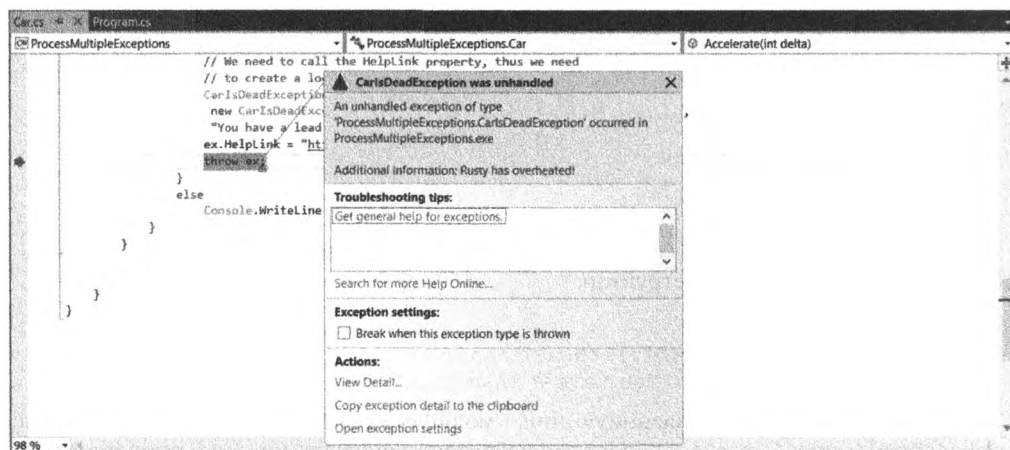 Car.cs Program.cs
ProcessMultipleExceptions ProcessMultipleExceptions.Car Accelerate(int delta)
// We need to call the HelpLink property, thus we need
// to create a lo
CarIsDeadException
new CarIsDeadExc ,
"You have a lead
ex.HelpLink = "ht
throw ex;
}
else
Console.WriteLine
}
}
}
}
CarIsDeadException was unhandled
An unhandled exception of type
'ProcessMultipleExceptions.CarIsDeadException' occurred in
ProcessMultipleExceptions.exe
Additional information: Rusty has overheated!
Troubleshooting tips:
Get general help for exceptions.
Search for more Help Online...
Exception settings:
Break when this exception type is thrown
Actions:
View Detail...
Copy exception detail to the clipboard
Open exception settings
98 %